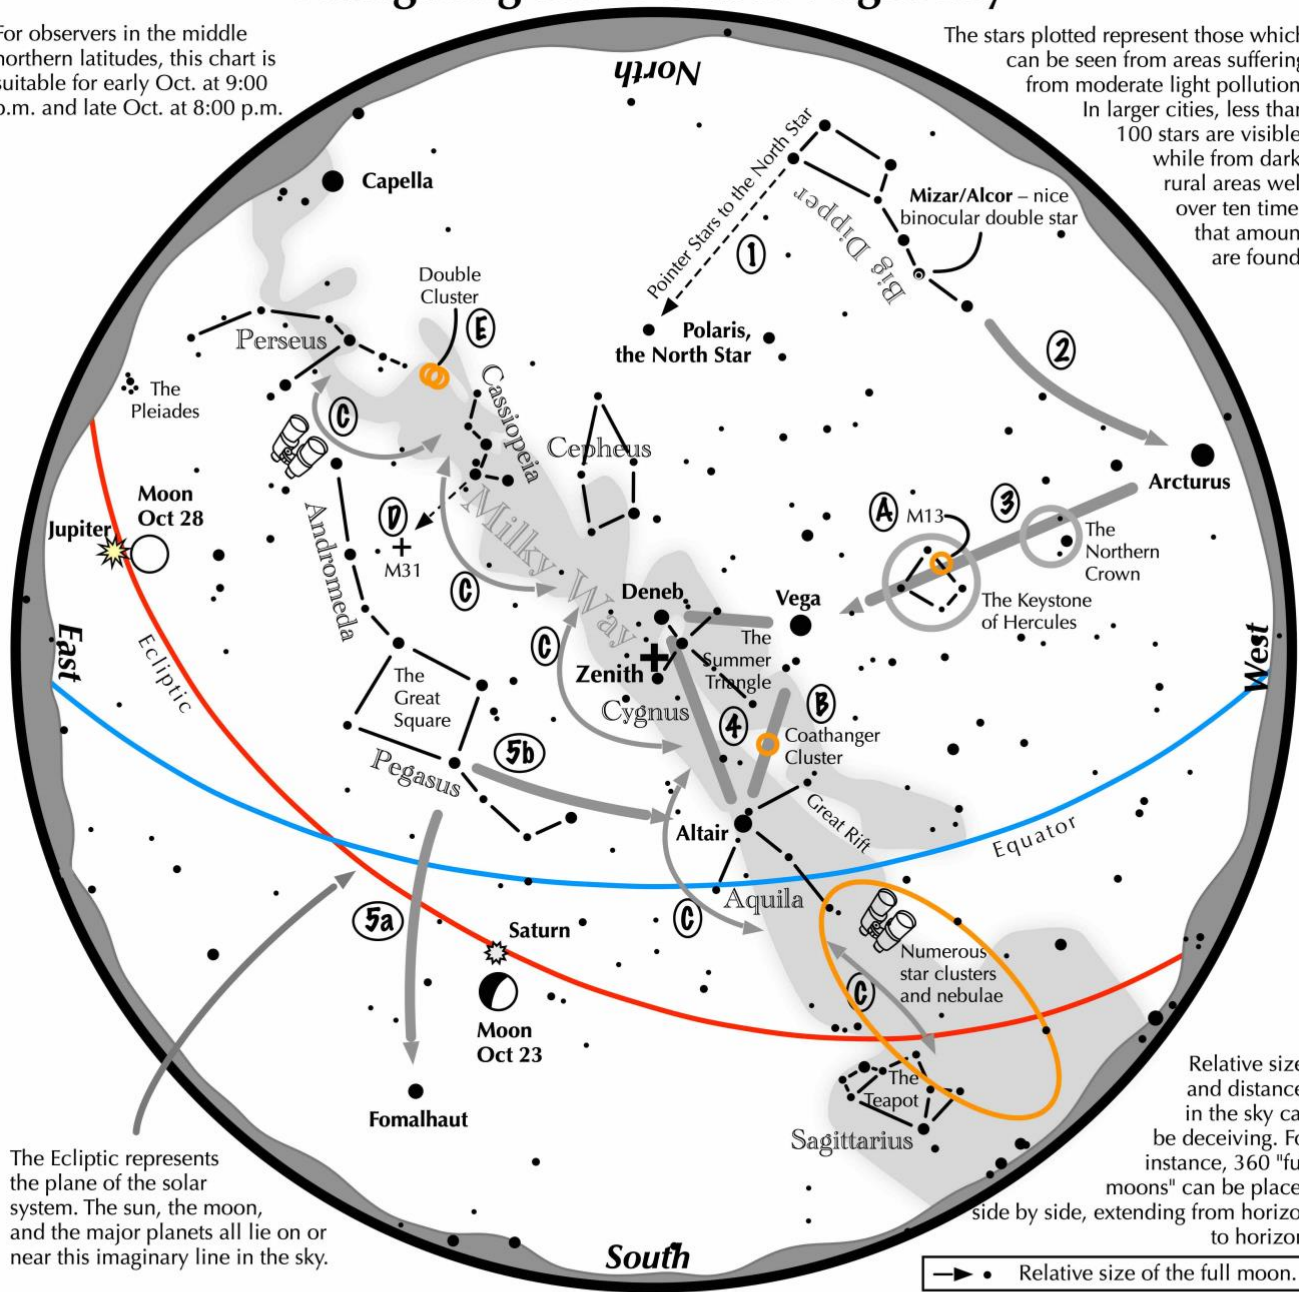 For observers in the middle
northern latitudes, this chart is
suitable for early Oct. at 9:00
p.m. and late Oct. at 8:00 p.m.
The stars plotted represent those which
can be seen from areas suffering
from moderate light pollution
In larger cities, less than
100 stars are visible
while from dark
rural areas wel
over ten time
that amoun
are found
North
Capella
Pointer Stars to the North Star
1
Big Dipper
Mizar/Alcor – nice
binocular double star
Double
Cluster
E
Polaris,
the North Star
2
Perseus
The
Pleiades
C
Cassiopeia
Cepheus
Arcturus
Moon
Oct 28
Jupiter
Andromeda
D
M31
Milky Way
C
A
M13
3
The
Northern
Crown
The Keystone
of Hercules
Deneb
Vega
C
The
Summer
Triangle
Zenith
East
West
Ecliptic
The
Great
Square
Cygnus
4
B
Coathanger
Cluster
Pegasus
5b
Altair
Great Rift
Equator
Aquila
5a
Saturn
C
Numerous
star clusters
and nebulae
C
Moon
Oct 23
Fomalhaut
The
Teapot
Sagittarius
The Ecliptic represents
the plane of the solar
system. The sun, the moon,
and the major planets all lie on or
near this imaginary line in the sky.
South
Relative size
and distance
in the sky ca
be deceiving. Fo
instance, 360 "fu
moons" can be place
side by side, extending from horizo
to horizon
Relative size of the full moon.